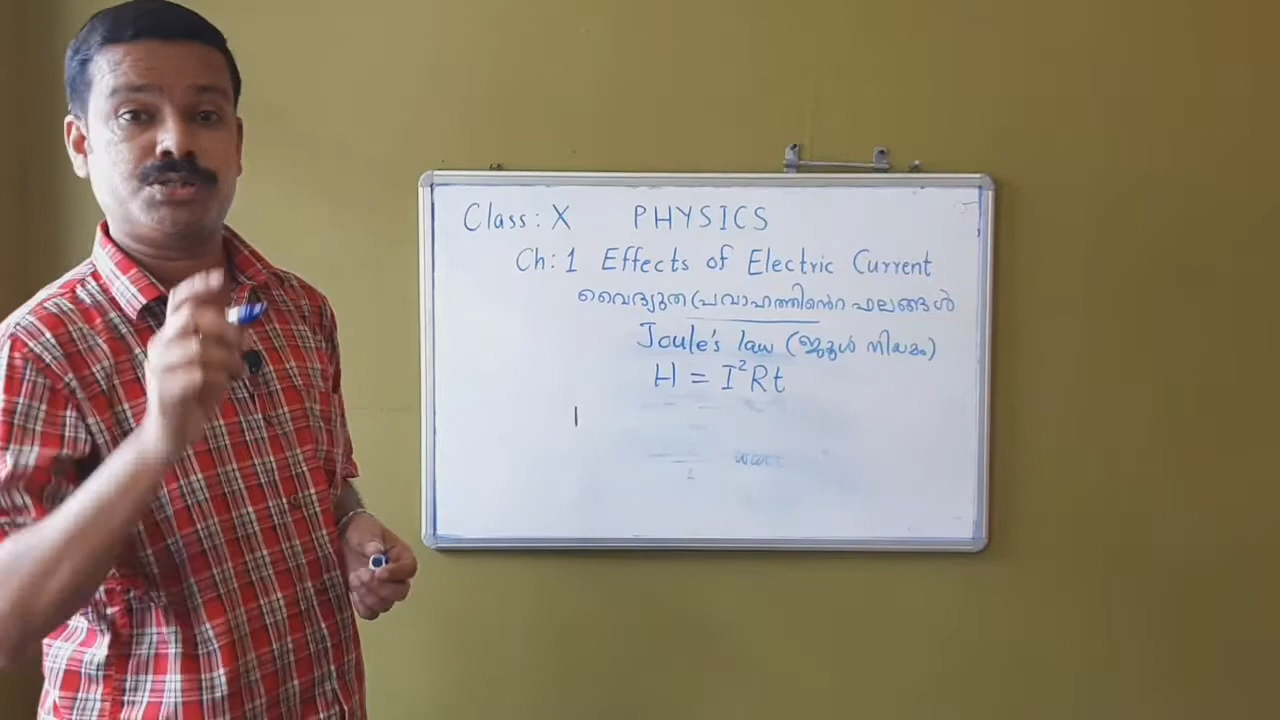 Class: X PHYSICS
Ch: 1 Effects of Electric Current
വൈദ്യുത പ്രവാഹത്തിന്റെ ഫലങ്ങൾ
Joule's law (ജൂൾ നിയമം)
H = I²Rt